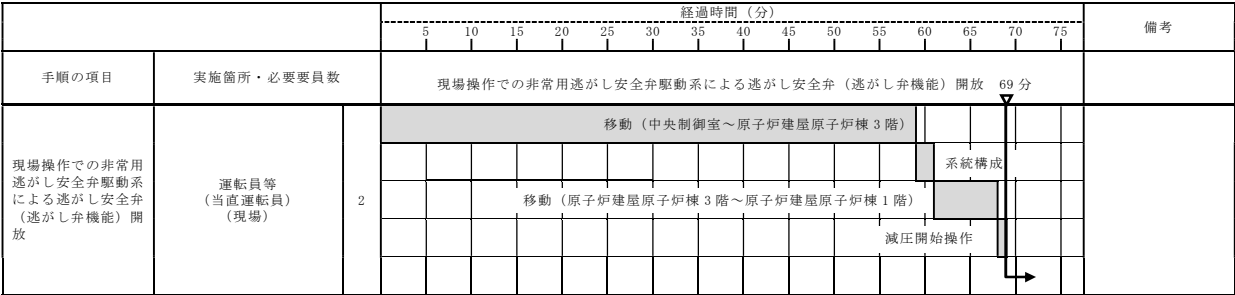 経過時間（分）
備考
5 10 15 20 25 30 35 40 45 50 55 60 65 70 75
手順の項目
実施箇所・必要要員数
現場操作での非常用逃がし安全弁駆動系による逃がし安全弁（逃がし弁機能）開放 69分
現場操作での非常用
逃がし安全弁駆動系
による逃がし安全弁
（逃がし弁機能）開
放
運転員等
（当直運転員）
（現場）
2
移動（中央制御室～原子炉建屋原子炉棟3階）
系統構成
移動（原子炉建屋原子炉棟3階～原子炉建屋原子炉棟1階）
減圧開始操作